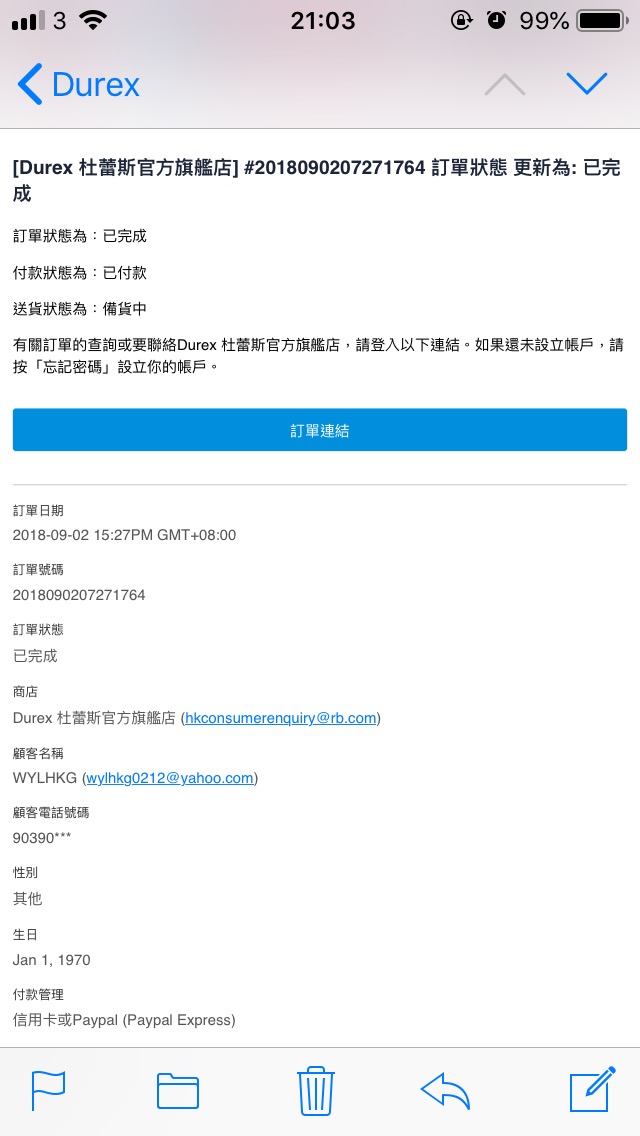 3 21:03 99%
Durex
[Durex 杜蕾斯官方旗艦店] #2018090207271764 訂單狀態 更新為: 已完
成
訂單狀態為：已完成
付款狀態為：已付款
送貨狀態為：備貨中
有關訂單的查詢或要聯絡Durex 杜蕾斯官方旗艦店，請登入以下連結。如果還未設立帳戶，請
按「忘記密碼」設立你的帳戶。
訂單連結
訂單日期
2018-09-02 15:27PM GMT+08:00
訂單號碼
2018090207271764
訂單狀態
已完成
商店
Durex 杜蕾斯官方旗艦店 (hkconsumerenquiry@rb.com)
顧客名稱
WYLHKG (wylhkg0212@yahoo.com)
顧客電話號碼
90390***
性別
其他
生日
Jan 1, 1970
付款管理
信用卡或Paypal (Paypal Express)